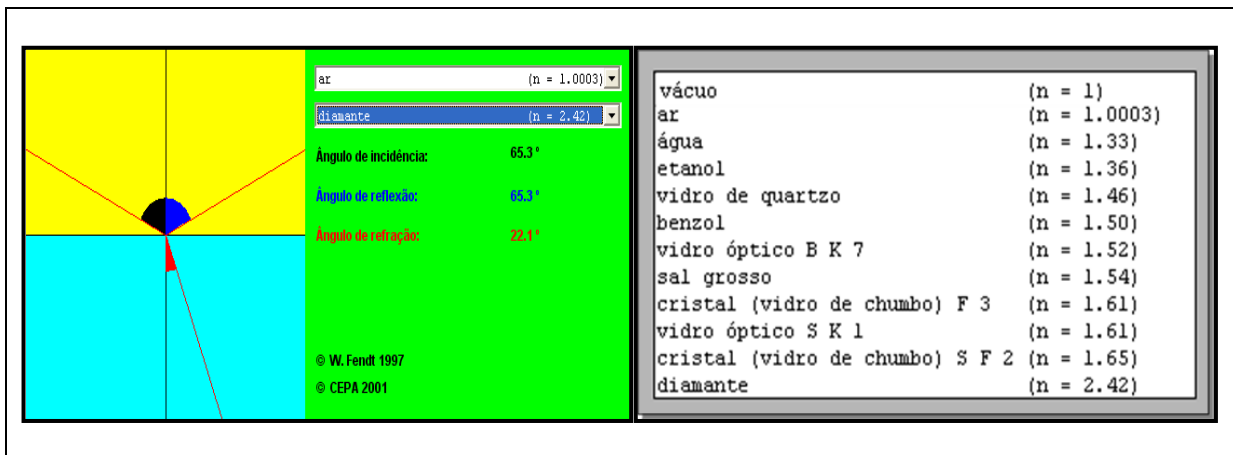 ar (n = 1.0003)
diamante (n = 2.42)
Ângulo de incidência: 65.3 °
Ângulo de reflexão: 65.3 °
Ângulo de refração: 22.1 °
© W. Fendt 1997
© CEPA 2001
vácuo (n = 1)
ar (n = 1.0003)
água (n = 1.33)
etanol (n = 1.36)
vidro de quartzo (n = 1.46)
benzol (n = 1.50)
vidro óptico B K 7 (n = 1.52)
sal grosso (n = 1.54)
cristal (vidro de chumbo) F 3 (n = 1.61)
vidro óptico S K 1 (n = 1.61)
cristal (vidro de chumbo) S F 2 (n = 1.65)
diamante (n = 2.42)